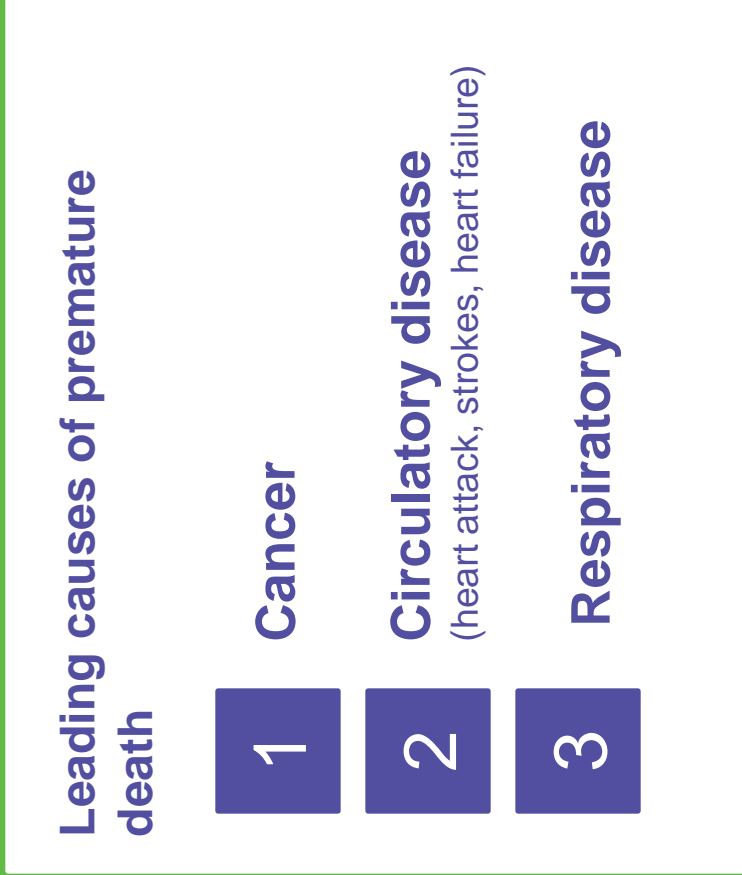 Leading causes of premature
death
1
Cancer
2
Circulatory disease
(heart attack, strokes, heart failure)
3
Respiratory disease